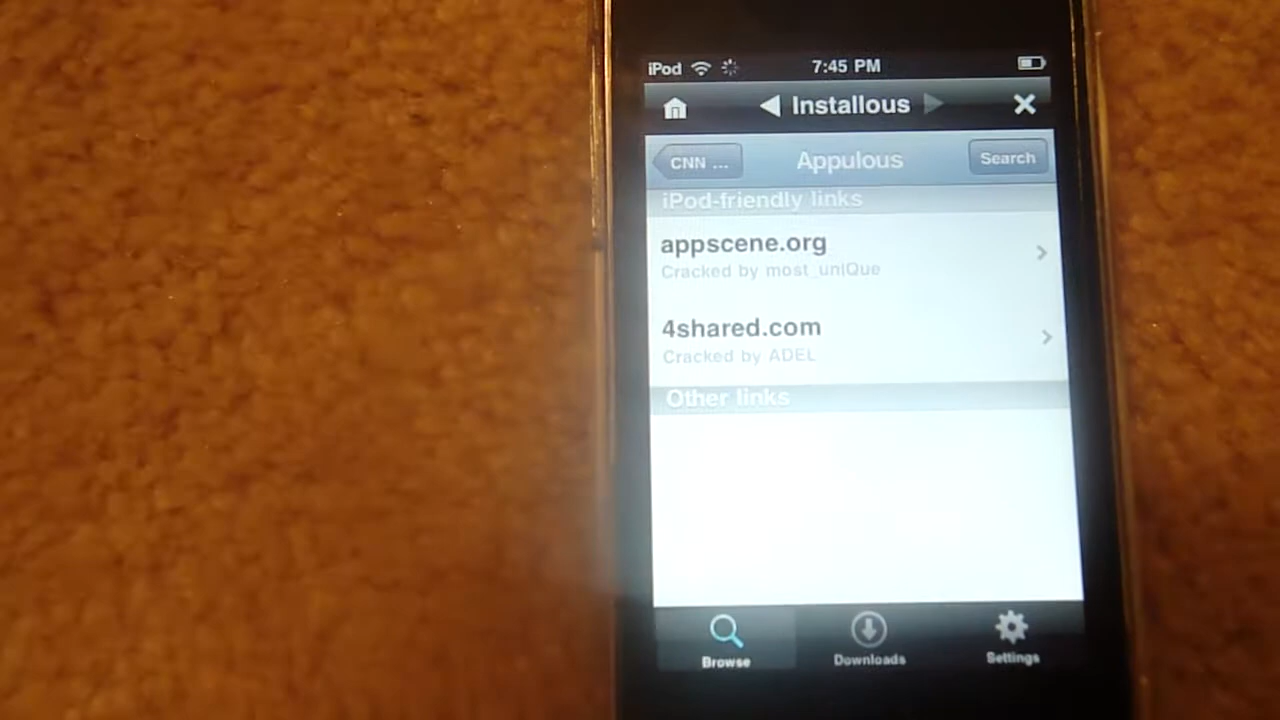 iPod 7:45 PM
Installous
CNN ... Appulous Search
iPod-friendly links
appscene.org
Cracked by most_uniQue
4shared.com
Cracked by ADEL
Other links
Browse Downloads Settings